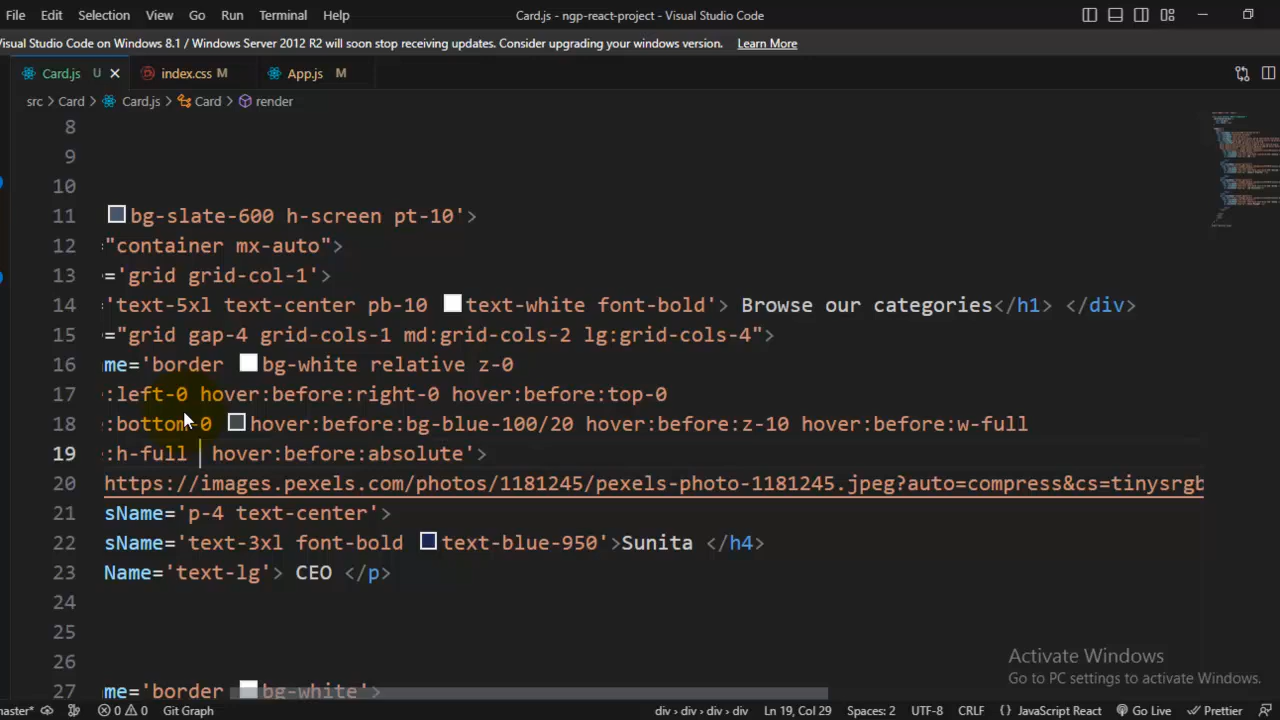 File Edit Selection View Go Run Terminal Help Card.js - ngp-react-project - Visual Studio Code
Visual Studio Code on Windows 8.1 / Windows Server 2012 R2 will soon stop receiving updates. Consider upgrading your windows version. Learn More
Card.js U index.css M App.js M
src > Card > Card.js > Card > render
8
9
10
11 bg-slate-600 h-screen pt-10'>
12 "container mx-auto">
13 ='grid grid-col-1'>
14 'text-5xl text-center pb-10 text-white font-bold'> Browse our categories</h1> </div>
15 ="grid gap-4 grid-cols-1 md:grid-cols-2 lg:grid-cols-4">
16 me='border bg-white relative z-0
17 :left-0 hover:before:right-0 hover:before:top-0
18 :bottom-0 hover:before:bg-blue-100/20 hover:before:z-10 hover:before:w-full
19 :h-full hover:before:absolute'>
20 https://images.pexels.com/photos/1181245/pexels-photo-1181245.jpeg?auto=compress&cs=tinysrgb
21 sName='p-4 text-center'>
22 sName='text-3xl font-bold text-blue-950'>Sunita </h4>
23 Name='text-lg'> CEO </p>
24
25
26
27 me='border bg-white'>
Activate Windows
Go to PC settings to activate Windows.
master* 0 0 Git Graph div > div > div > div Ln 19, Col 29 Spaces: 2 UTF-8 CRLF {} JavaScript React Go Live Prettier